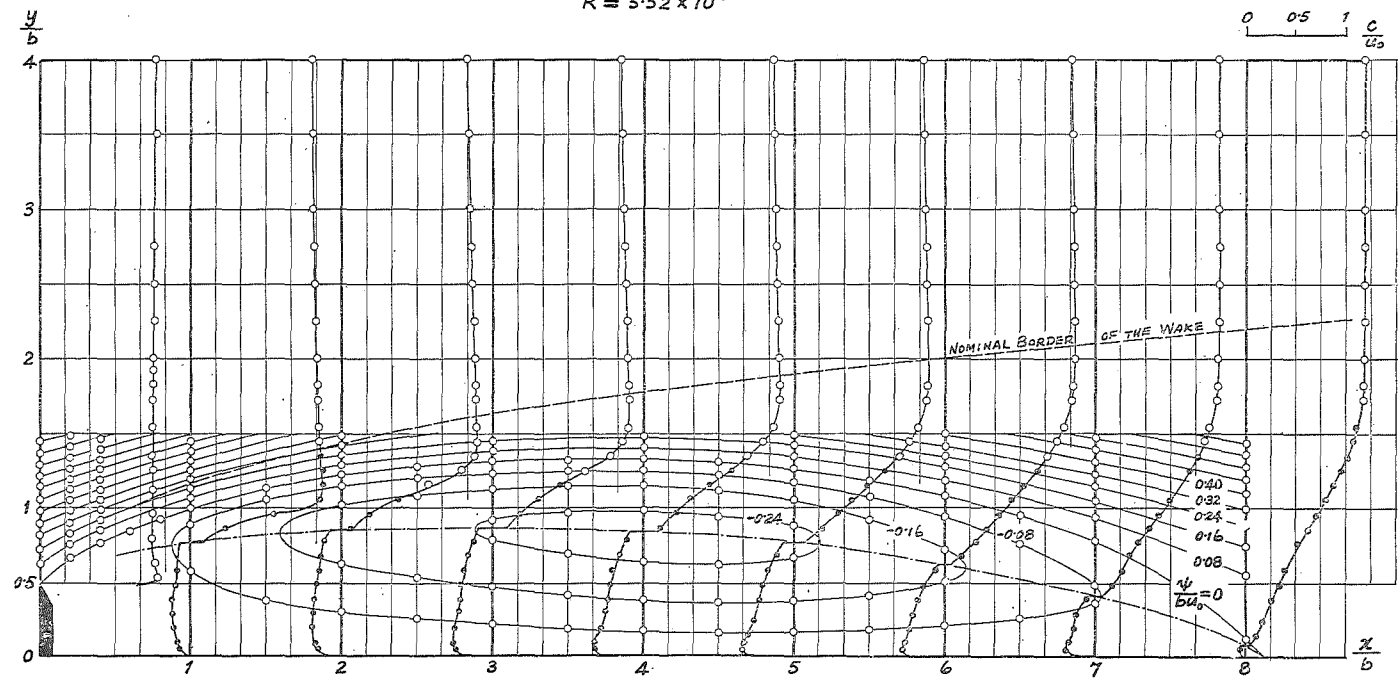 R = 5.52 × 10
y/b
0 0.5 1 c/u₀
4
3
2
1
0.5
0
NOMINAL BORDER OF THE WAKE
0.40
0.32
0.24
0.16
0.08
-0.24
-0.16
-0.08
ψ/bu₀ = 0
1 2 3 4 5 6 7 8 x/b